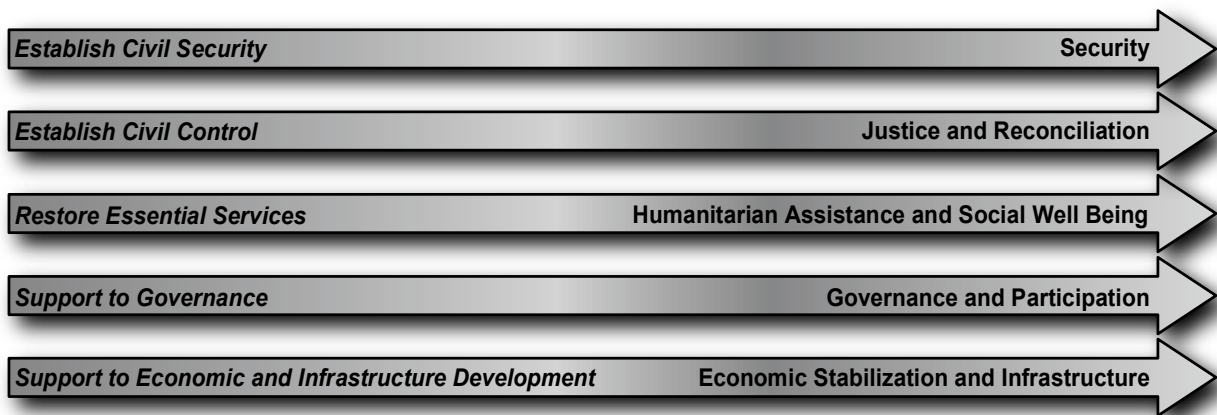 Establish Civil Security Security
Establish Civil Control Justice and Reconciliation
Restore Essential Services Humanitarian Assistance and Social Well Being
Support to Governance Governance and Participation
Support to Economic and Infrastructure Development Economic Stabilization and Infrastructure